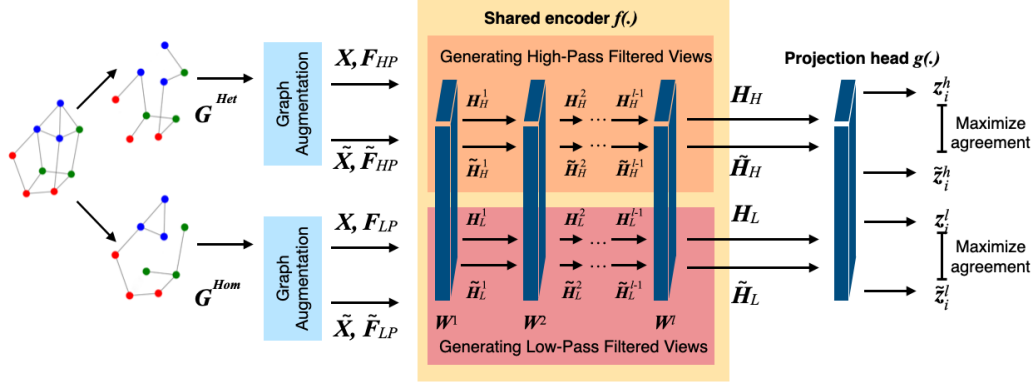 Shared encoder f(.)
Generating High-Pass Filtered Views
Projection head g(.)
G^Het
Graph
Augmentation
X, F_HP
X̃, F̃_HP
H_H^1
H_H^2
H_H^{l-1}
...
...
H̃_H^1
H̃_H^2
H̃_H^{l-1}
H_H
H̃_H
z_i^h
Maximize
agreement
z̃_i^h
G^Hom
Graph
Augmentation
X, F_LP
X̃, F̃_LP
H_L^1
H_L^2
H_L^{l-1}
...
...
H̃_L^1
H̃_L^2
H̃_L^{l-1}
H_L
H̃_L
z_i^l
Maximize
agreement
z̃_i^l
W^1
W^2
W^l
Generating Low-Pass Filtered Views